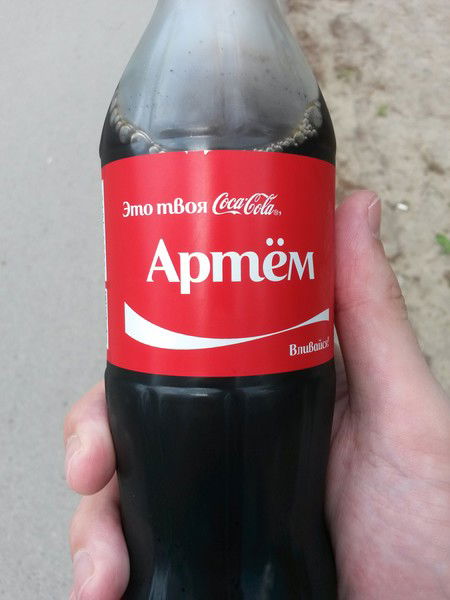 Это твоя Coca-Cola®,
Артём
Вливайся!